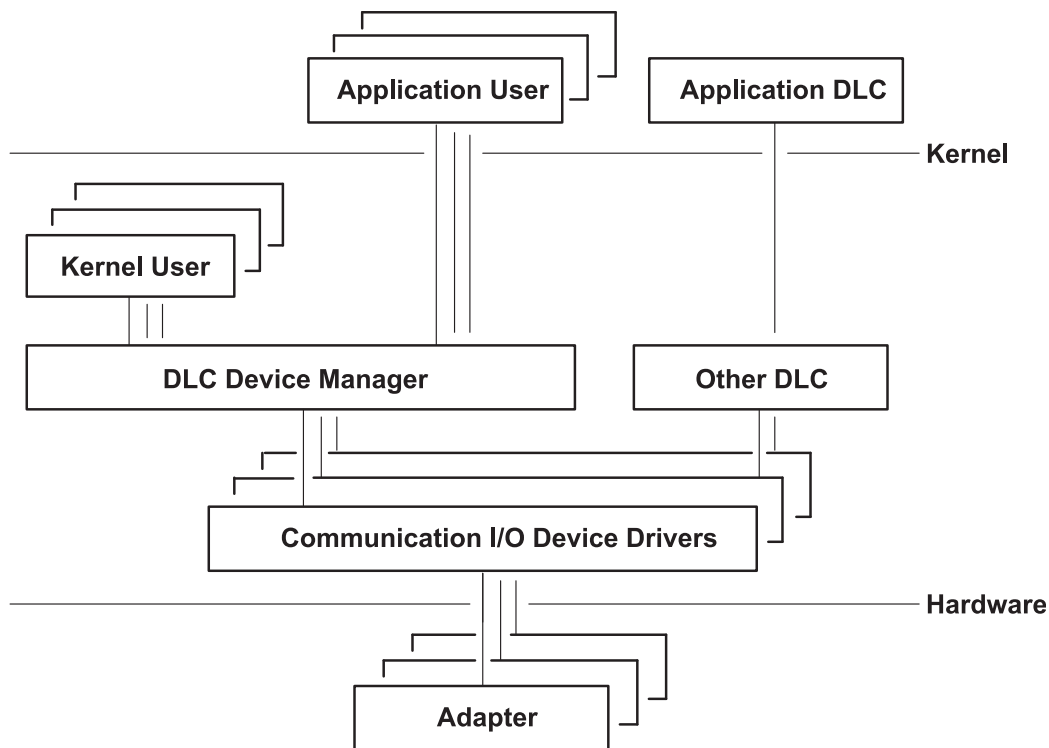 Application User
Application DLC
Kernel
Kernel User
DLC Device Manager
Other DLC
Communication I/O Device Drivers
Hardware
Adapter